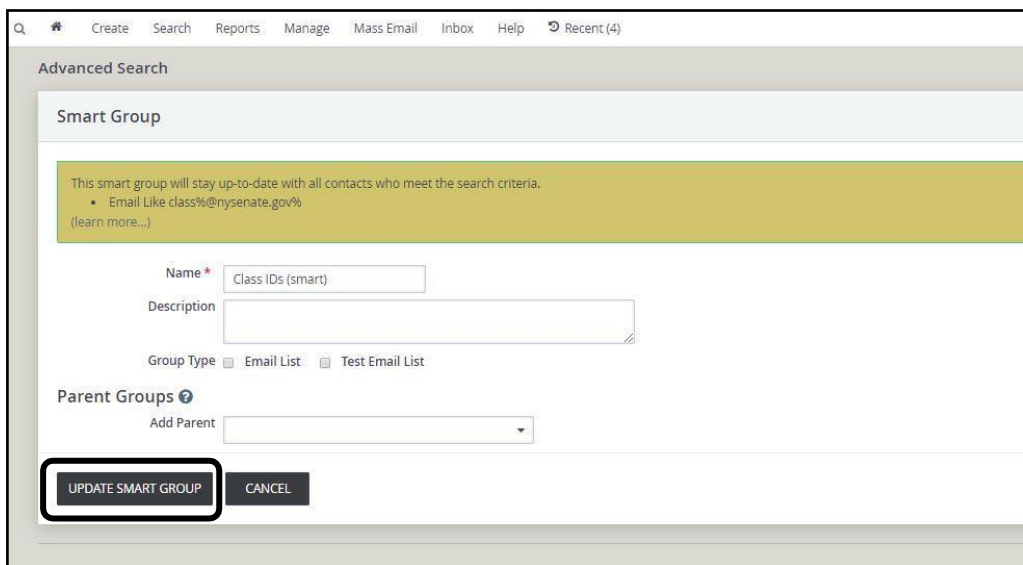 Create Search Reports Manage Mass Email Inbox Help Recent (4)
Advanced Search
Smart Group
This smart group will stay up-to-date with all contacts who meet the search criteria.
• Email Like class%@nysenate.gov%
(learn more...)
Name *
Class IDs (smart)
Description
Group Type Email List Test Email List
Parent Groups ?
Add Parent
UPDATE SMART GROUP CANCEL